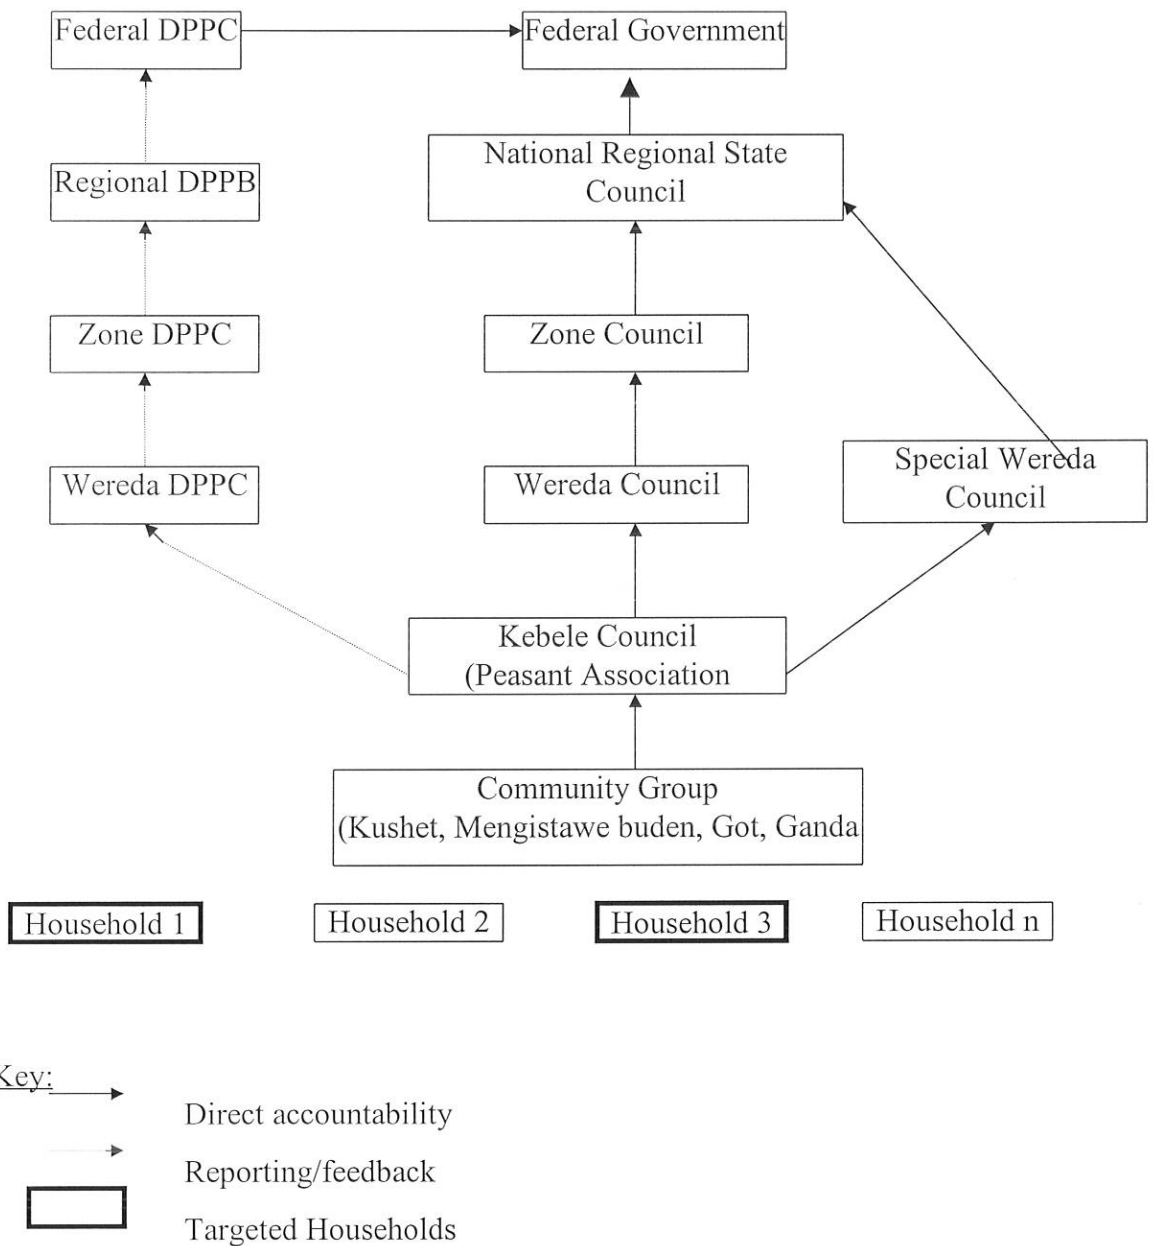 Federal DPPC
Federal Government
National Regional State
Council
Regional DPPB
Zone DPPC
Zone Council
Wereda DPPC
Wereda Council
Special Wereda
Council
Kebele Council
(Peasant Association
Community Group
(Kushet, Mengistawe buden, Got, Ganda
Household 1
Household 2
Household 3
Household n
Key:
Direct accountability
Reporting/feedback
Targeted Households